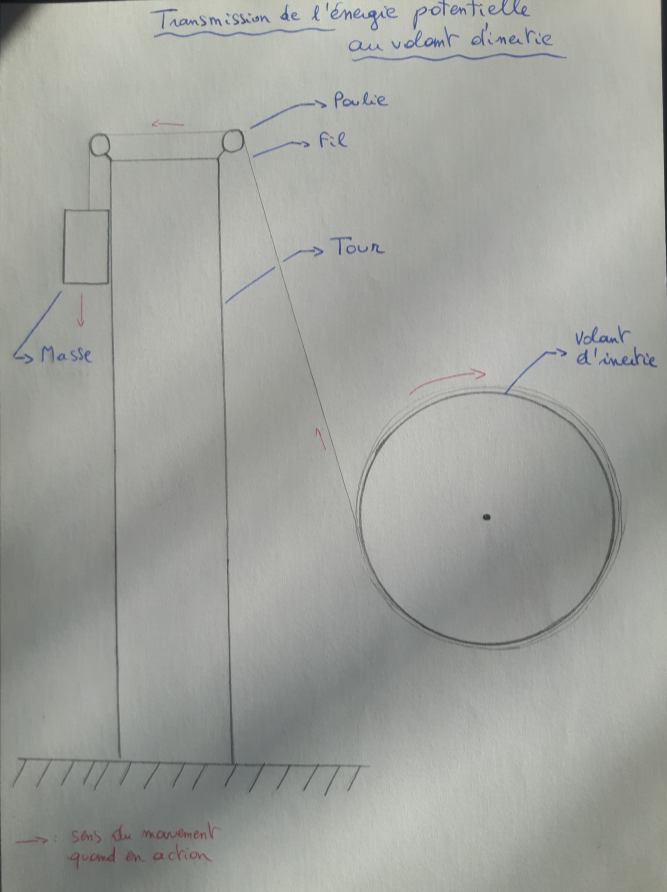 Transmission de l'énergie potentielle
au volant d'inertie
Poulie
Fil
Tour
Masse
Volant
d'inertie
: sens du mouvement
quand en action